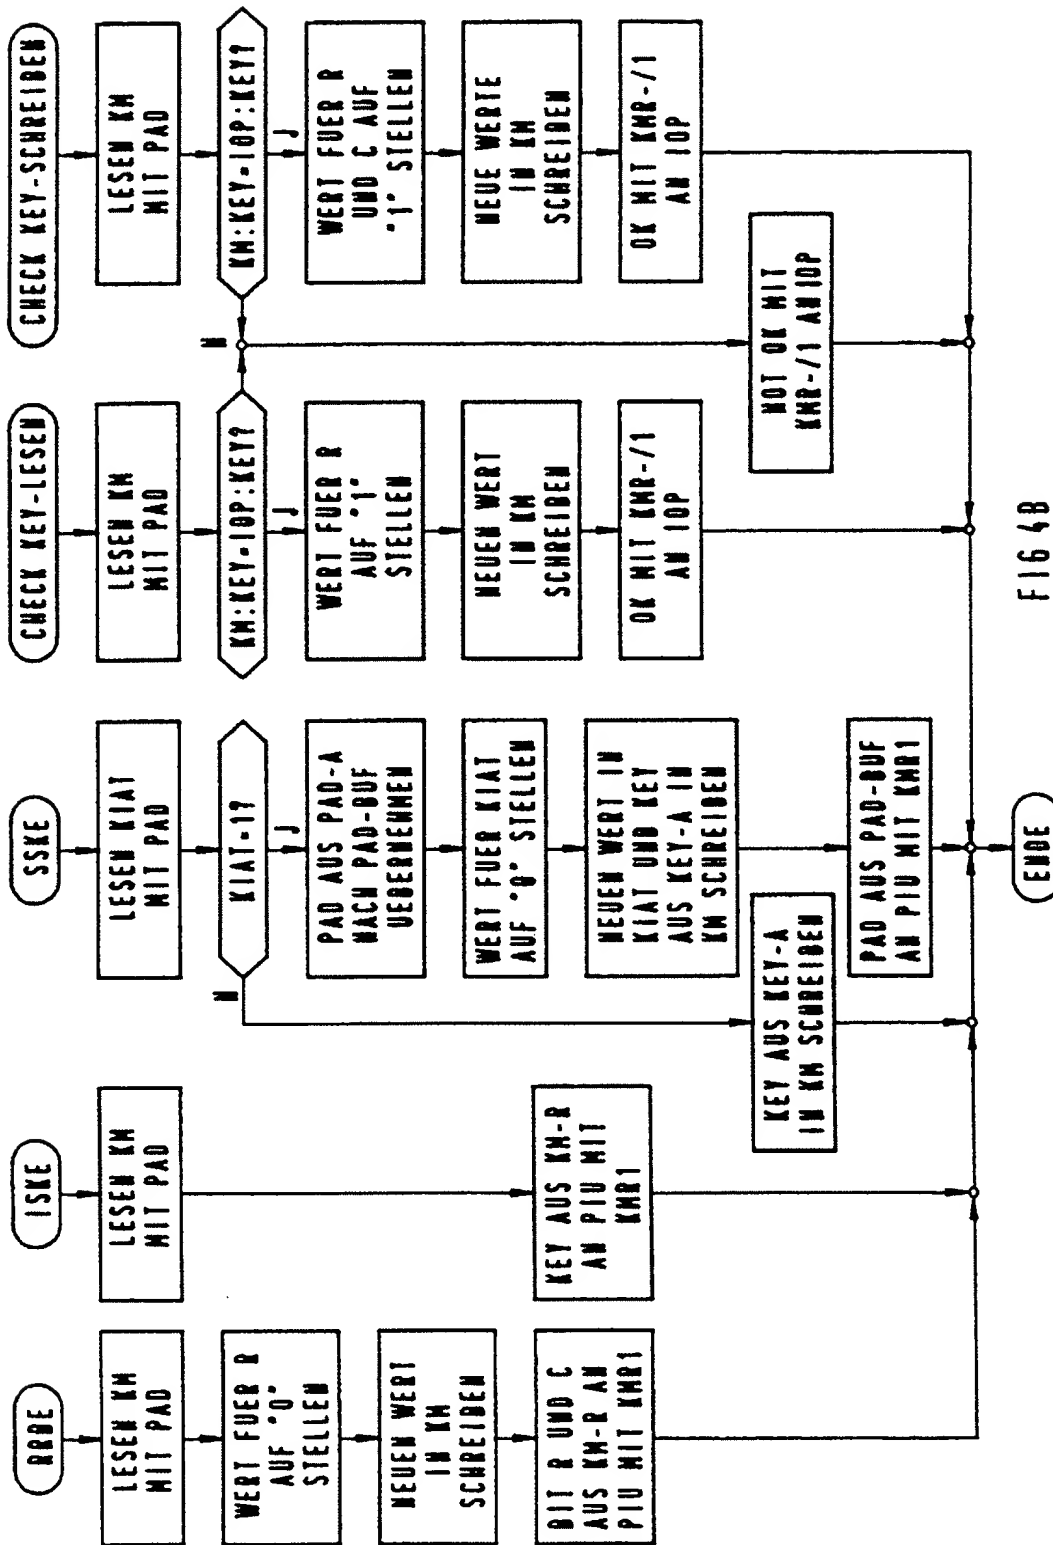 RRBE
LESEN KM
MIT PAD
WERT FUER R
AUF "0"
STELLEN
NEUEN WERT
IN KM
SCHREIBEN
BIT R UND C
AUS KM-R AN
PIU MIT KMR1
ISKE
LESEN KM
MIT PAD
KEY AUS KM-R
AN PIU MIT
KMR1
SSKE
LESEN KIAT
MIT PAD
KIAT=1?
N
J
PAD AUS PAD-A
NACH PAD-BUF
UEBERNEHMEN
WERT FUER KIAT
AUF "0" STELLEN
NEUEN WERT IN
KIAT UND KEY
AUS KEY-A IN
KM SCHREIBEN
KEY AUS KEY-A
IN KM SCHREIBEN
PAD AUS PAD-BUF
AN PIU MIT KMR1
ENDE
CHECK KEY-LESEN
LESEN KM
MIT PAD
KM:KEY=IOP:KEY?
J
WERT FUER R
AUF "1"
STELLEN
NEUEN WERT
IN KM
SCHREIBEN
OK MIT KMR-/1
AN IOP
N
NOT OK MIT
KMR-/1 AN IOP
CHECK KEY-SCHREIBEN
LESEN KM
MIT PAD
KM:KEY=IOP:KEY?
J
WERT FUER R
UND C AUF
"1" STELLEN
NEUE WERTE
IN KM
SCHREIBEN
OK MIT KMR-/1
AN IOP
FIG 4B